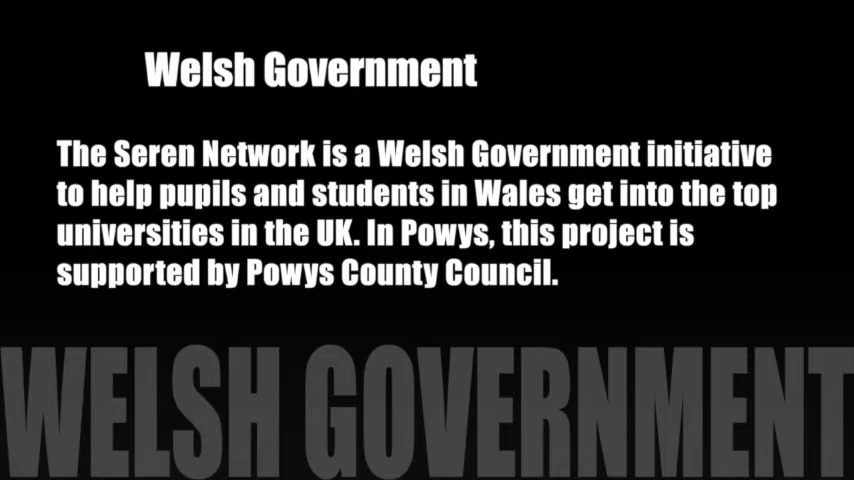 Welsh Government
The Seren Network is a Welsh Government initiative
to help pupils and students in Wales get into the top
universities in the UK. In Powys, this project is
supported by Powys County Council.
WELSH GOVERNMENT